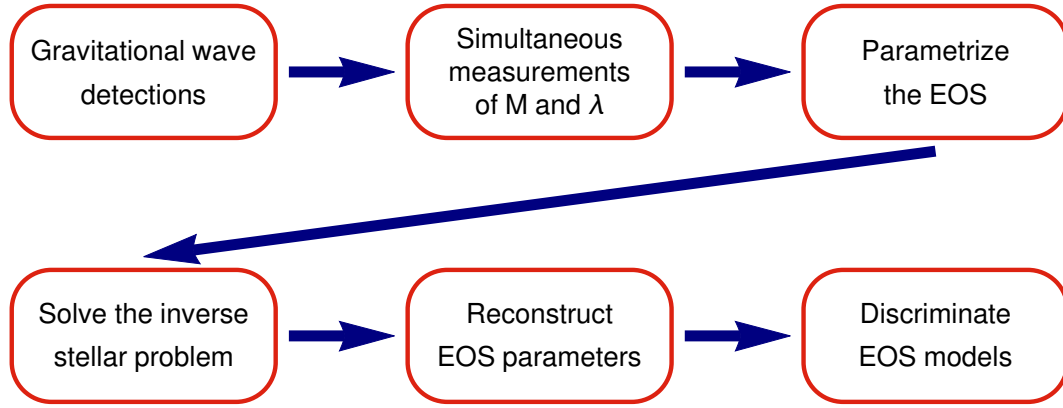 Gravitational wave
detections
Simultaneous
measurements
of M and λ
Parametrize
the EOS
Solve the inverse
stellar problem
Reconstruct
EOS parameters
Discriminate
EOS models